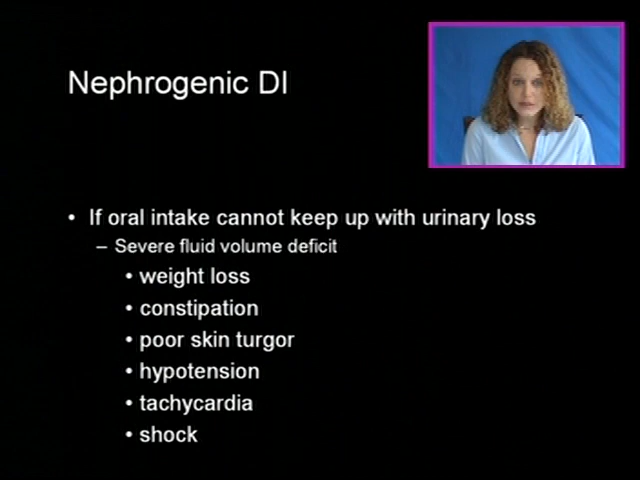 Nephrogenic DI
• If oral intake cannot keep up with urinary loss
– Severe fluid volume deficit
• weight loss
• constipation
• poor skin turgor
• hypotension
• tachycardia
• shock